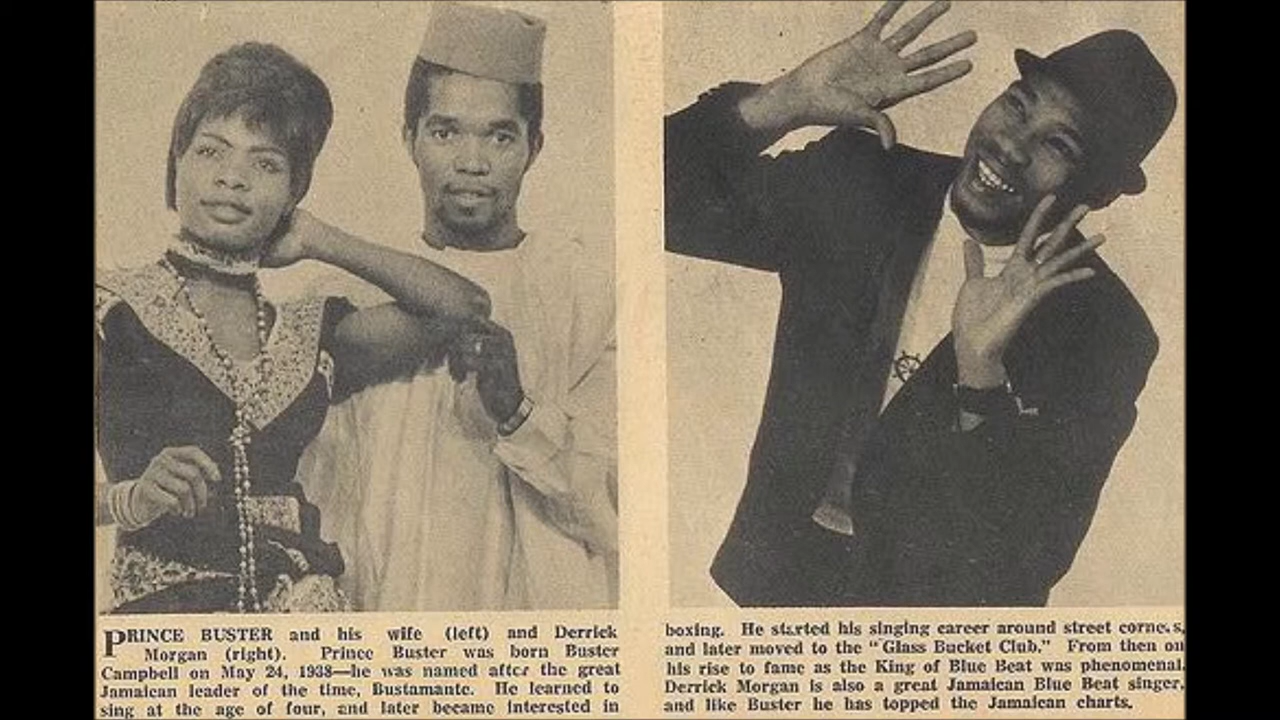 PRINCE BUSTER and his wife (left) and Derrick
Morgan (right). Prince Buster was born Buster
Campbell on May 24, 1938—he was named after the great
Jamaican leader of the time, Bustamante. He learned to
sing at the age of four, and later became interested in
boxing. He started his singing career around street corners,
and later moved to the “Glass Bucket Club.” From then on
his rise to fame as the King of Blue Beat was phenomenal.
Derrick Morgan is also a great Jamaican Blue Beat singer,
and like Buster he has topped the Jamaican charts.